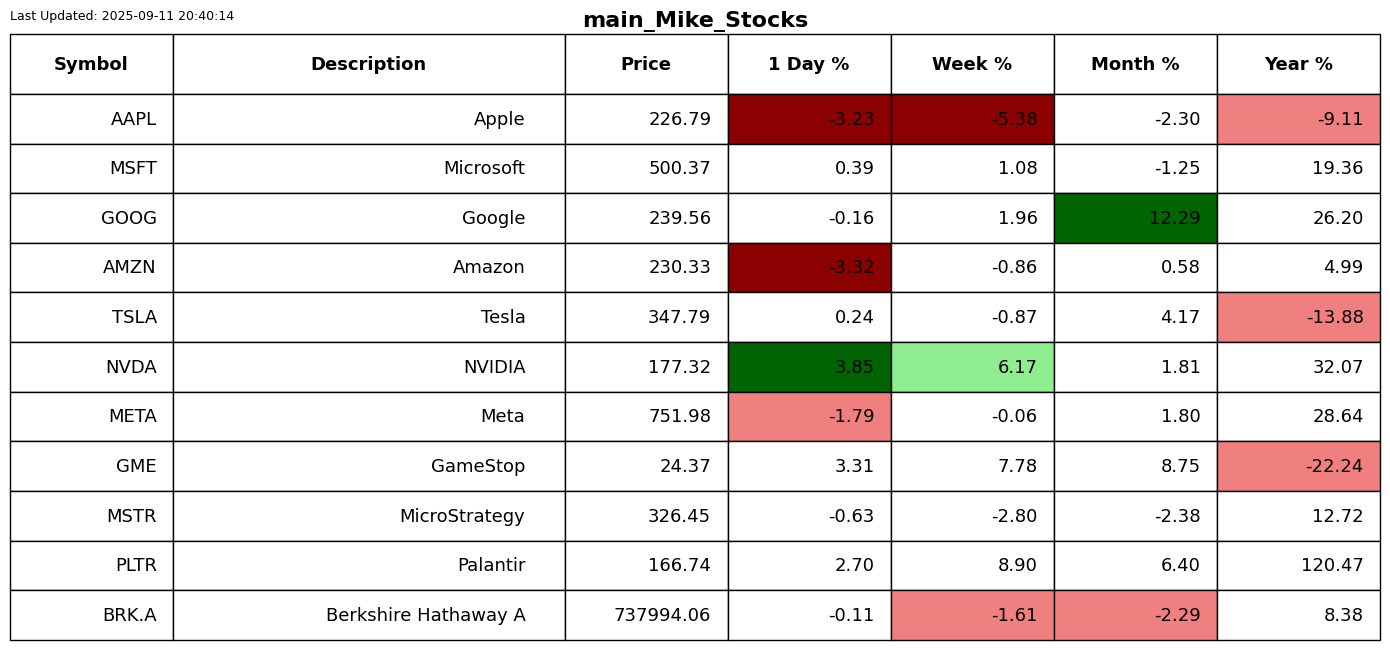 Last Updated: 2025-09-11 20:40:14
main_Mike_Stocks
Symbol Description Price 1 Day % Week % Month % Year %
AAPL Apple 226.79 -3.23 -5.38 -2.30 -9.11
MSFT Microsoft 500.37 0.39 1.08 -1.25 19.36
GOOG Google 239.56 -0.16 1.96 12.29 26.20
AMZN Amazon 230.33 -3.32 -0.86 0.58 4.99
TSLA Tesla 347.79 0.24 -0.87 4.17 -13.88
NVDA NVIDIA 177.32 3.85 6.17 1.81 32.07
META Meta 751.98 -1.79 -0.06 1.80 28.64
GME GameStop 24.37 3.31 7.78 8.75 -22.24
MSTR MicroStrategy 326.45 -0.63 -2.80 -2.38 12.72
PLTR Palantir 166.74 2.70 8.90 6.40 120.47
BRK.A Berkshire Hathaway A 737994.06 -0.11 -1.61 -2.29 8.38